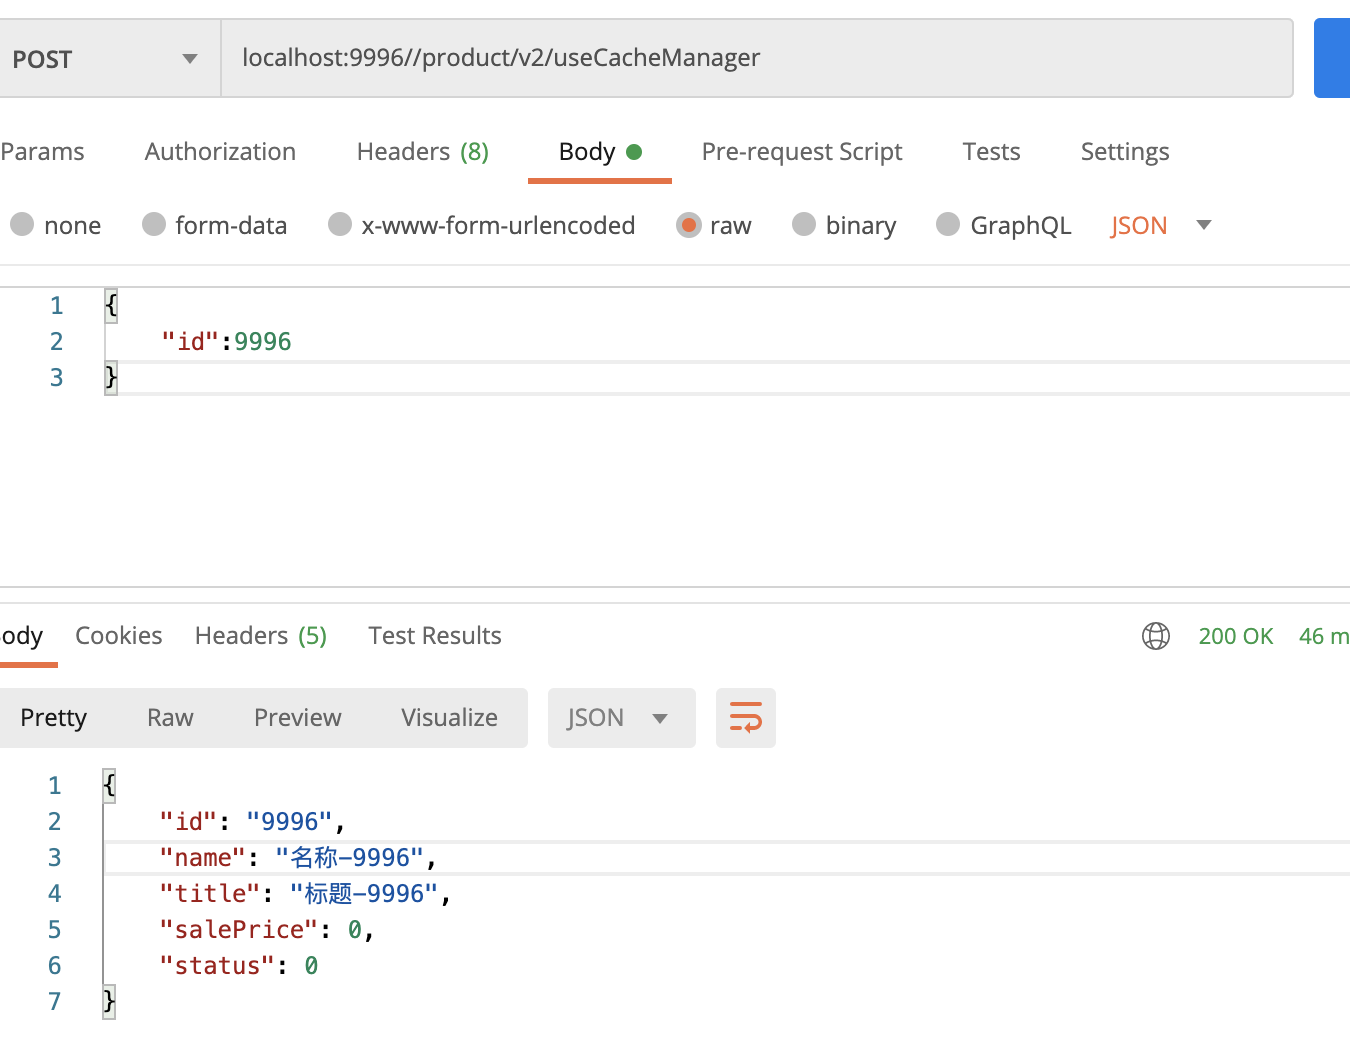 POST localhost:9996//product/v2/useCacheManager
Params Authorization Headers (8) Body Pre-request Script Tests Settings
none form-data x-www-form-urlencoded raw binary GraphQL JSON
1 {
2 "id":9996
3 }
ody Cookies Headers (5) Test Results 200 OK 46 m
Pretty Raw Preview Visualize JSON
1 {
2 "id": "9996",
3 "name": "名称-9996",
4 "title": "标题-9996",
5 "salePrice": 0,
6 "status": 0
7 }